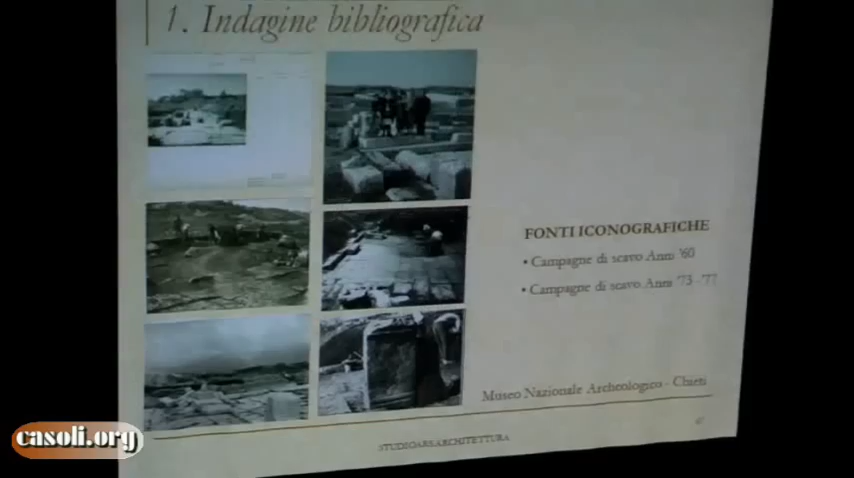 1. Indagine bibliografica
FONTI ICONOGRAFICHE
• Campagne di scavo Anni '60
• Campagne di scavo Anni '73 - '77
Museo Nazionale Archeologico - Chieti
STUDIOARSARCHITETTURA
casoli.org